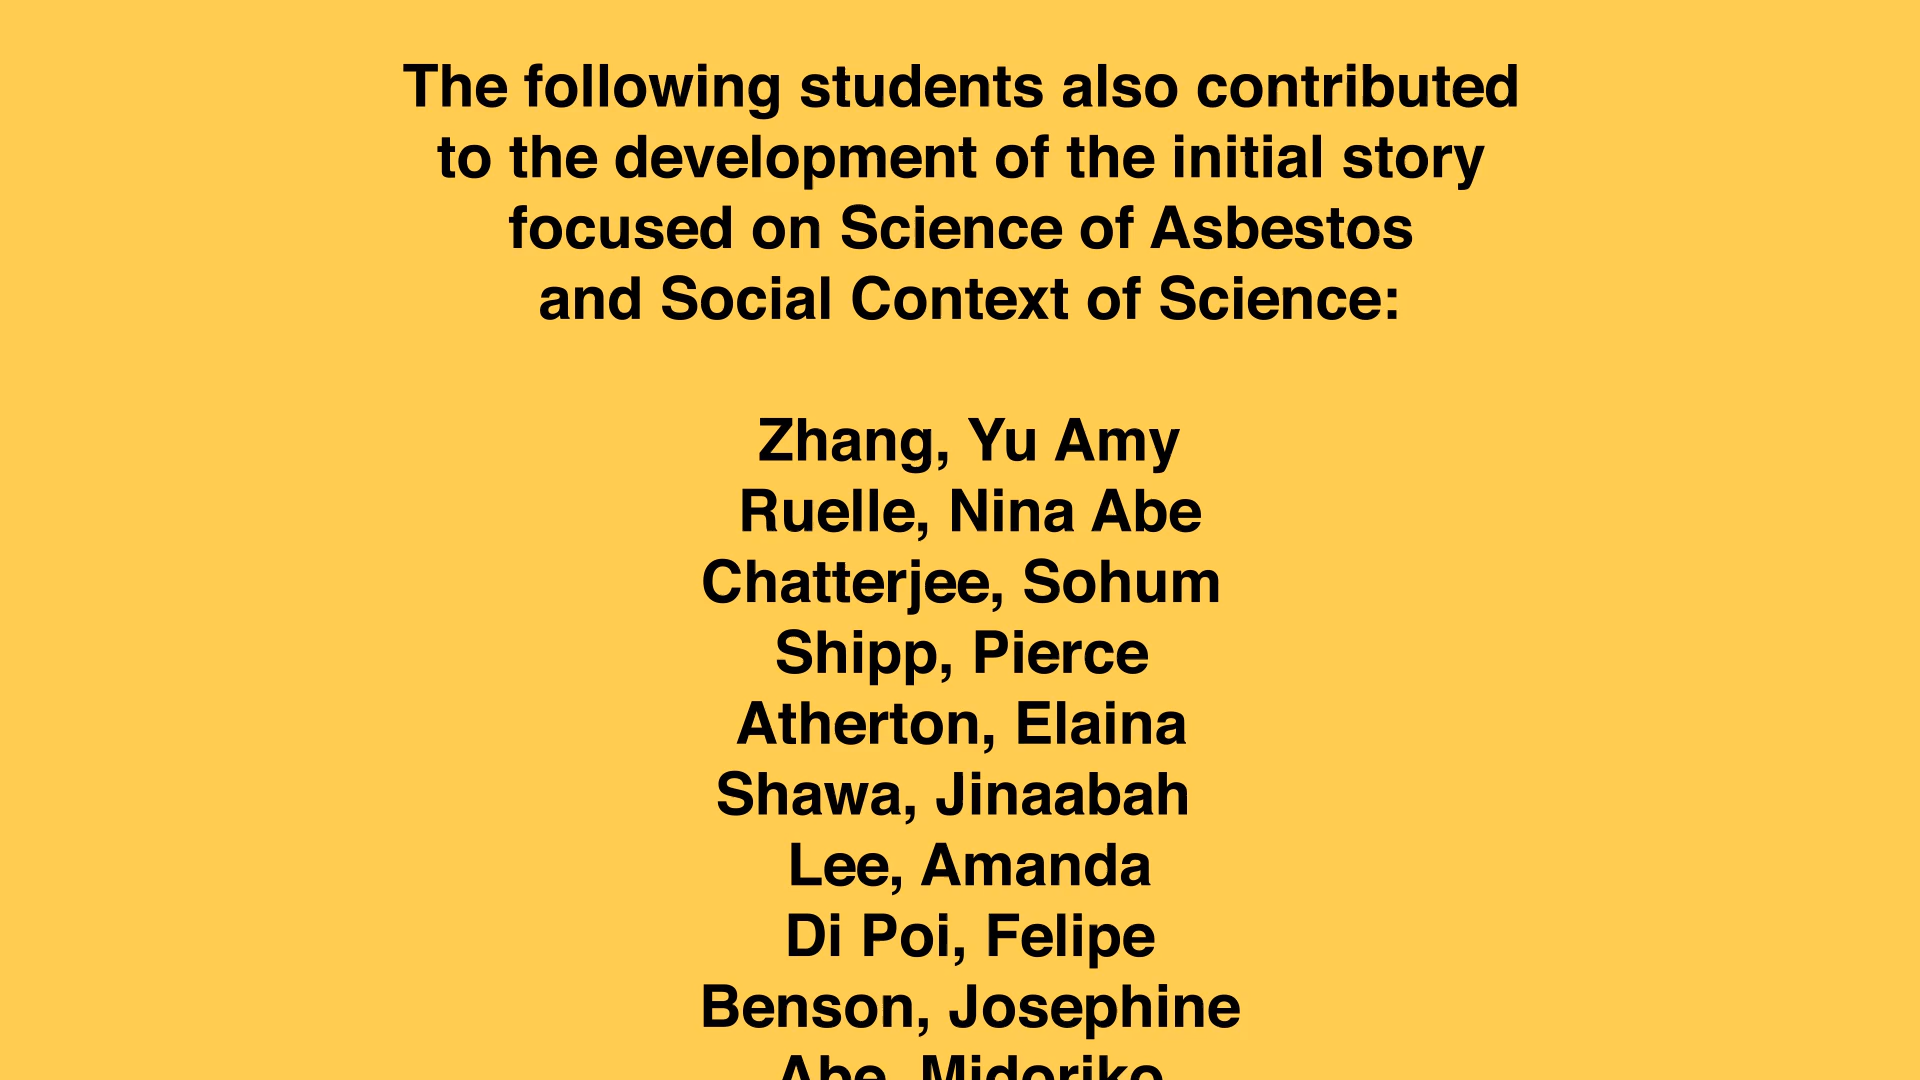 The following students also contributed
to the development of the initial story
focused on Science of Asbestos
and Social Context of Science:
Zhang, Yu Amy
Ruelle, Nina Abe
Chatterjee, Sohum
Shipp, Pierce
Atherton, Elaina
Shawa, Jinaabah
Lee, Amanda
Di Poi, Felipe
Benson, Josephine
Abe, Midoriko